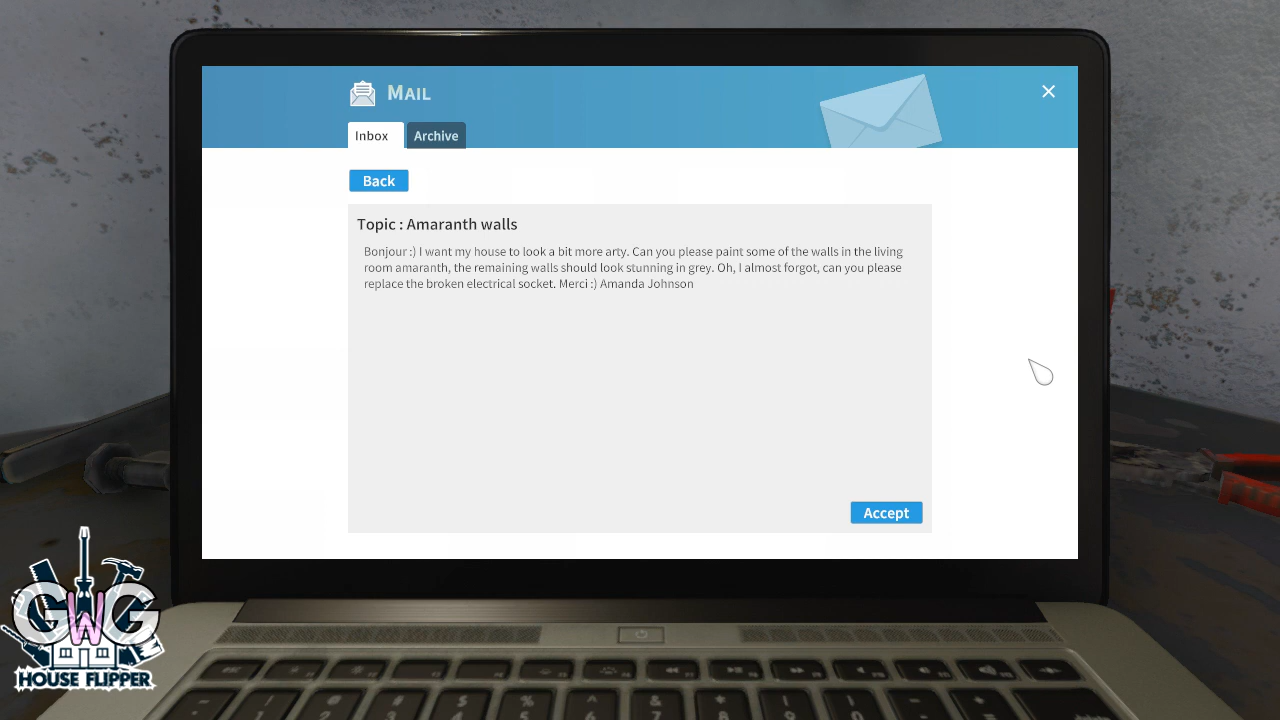 MAIL
Inbox
Archive
Back
Topic : Amaranth walls
Bonjour :) I want my house to look a bit more arty. Can you please paint some of the walls in the living
room amaranth, the remaining walls should look stunning in grey. Oh, I almost forgot, can you please
replace the broken electrical socket. Merci :) Amanda Johnson
Accept
GWG
HOUSE FLIPPER